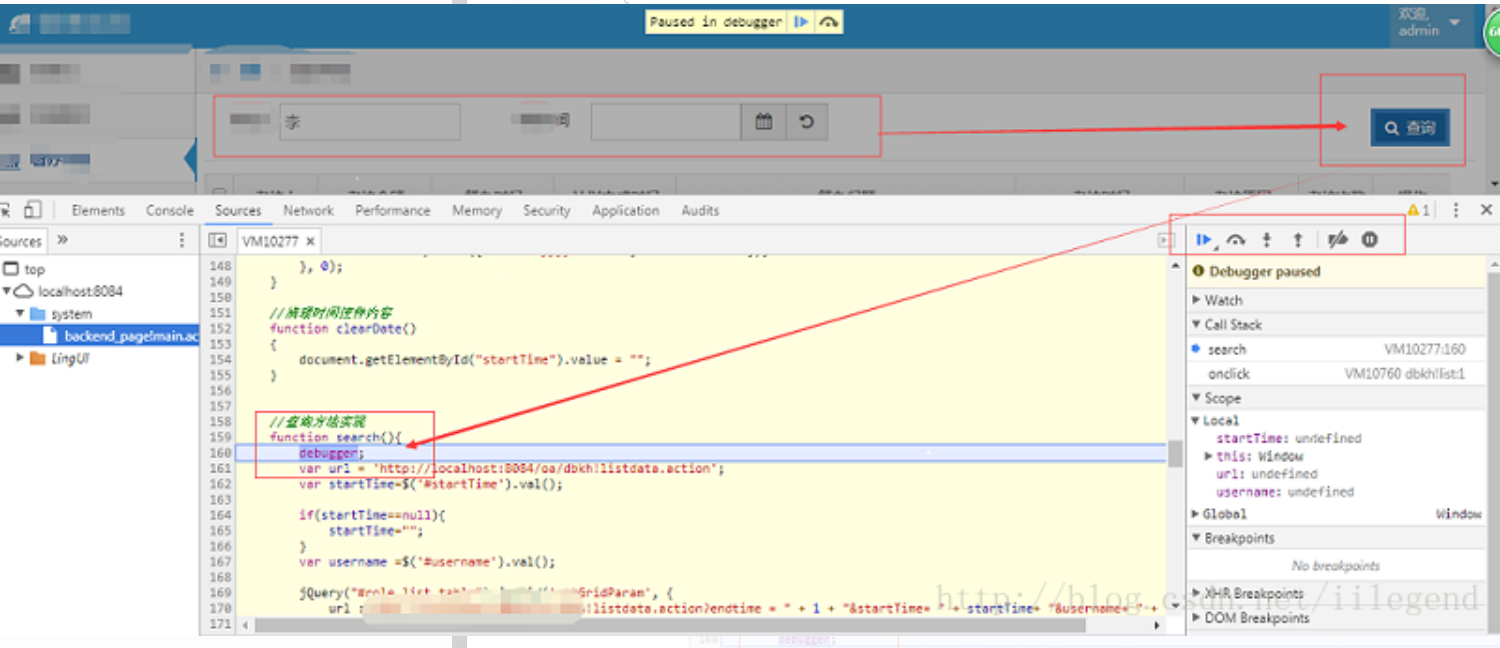 Paused in debugger
欢迎,
admin
李
间
查询
Elements Console Sources Network Performance Memory Security Application Audits 1
Sources
VM10277 ×
top
localhost:8084
system
backend_page!main.ac
LingUI
148 }, 0);
149 }
150
151 //清理时间控件内容
152 function clearDate()
153 {
154 document.getElementById("startTime").value = "";
155 }
156
157
158 //查询方法实现
159 function search(){
160 debugger;
161 var url = 'http://localhost:8084/oa/dbkh!listdata.action';
162 var startTime=$('#startTime').val();
163
164 if(startTime==null){
165 startTime="";
166 }
167 var username =$('#username').val();
168
169 jQuery("#role_list_table") GridParam', {
170 url : !listdata.action?endtime = " + 1 + "&startTime= " + startTime+ "&username= "+
171
Debugger paused
Watch
Call Stack
search VM10277:160
onclick VM10760 dbkh!list:1
Scope
Local
startTime: undefined
this: Window
url: undefined
username: undefined
Global Window
Breakpoints
No breakpoints
XHR Breakpoints
DOM Breakpoints
http://blog.csdn.net/iilegend
160 debugger;